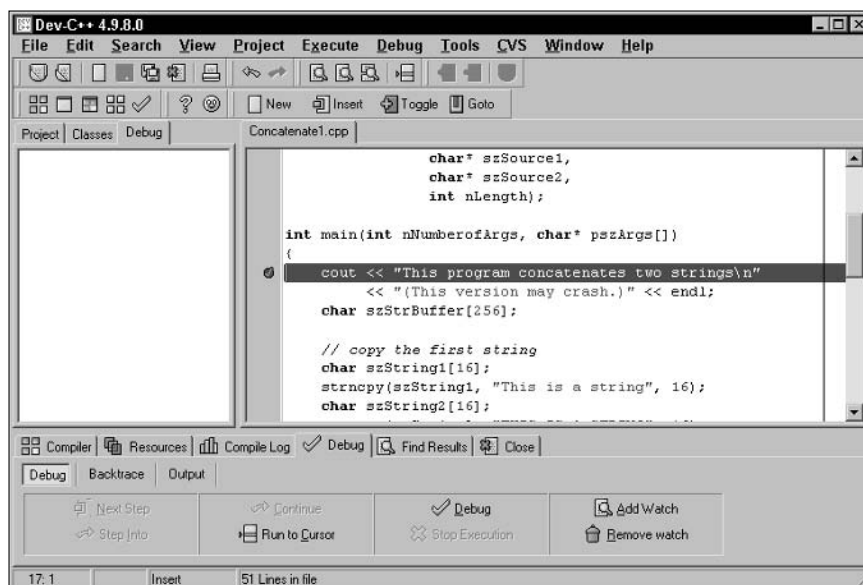 Dev-C++ 4.9.8.0
File Edit Search View Project Execute Debug Tools CVS Window Help
New Insert Toggle Goto
Project Classes Debug
Concatenate1.cpp
char* szSource1,
char* szSource2,
int nLength);
int main(int nNumberofArgs, char* pszArgs[])
{
cout << "This program concatenates two strings\n"
<< "(This version may crash.)" << endl;
char szStrBuffer[256];
// copy the first string
char szString1[16];
strncpy(szString1, "This is a string", 16);
char szString2[16];
Compiler Resources Compile Log Debug Find Results Close
Debug Backtrace Output
Next Step Continue Debug Add Watch
Step Into Run to Cursor Stop Execution Remove watch
17: 1 Insert 51 Lines in file